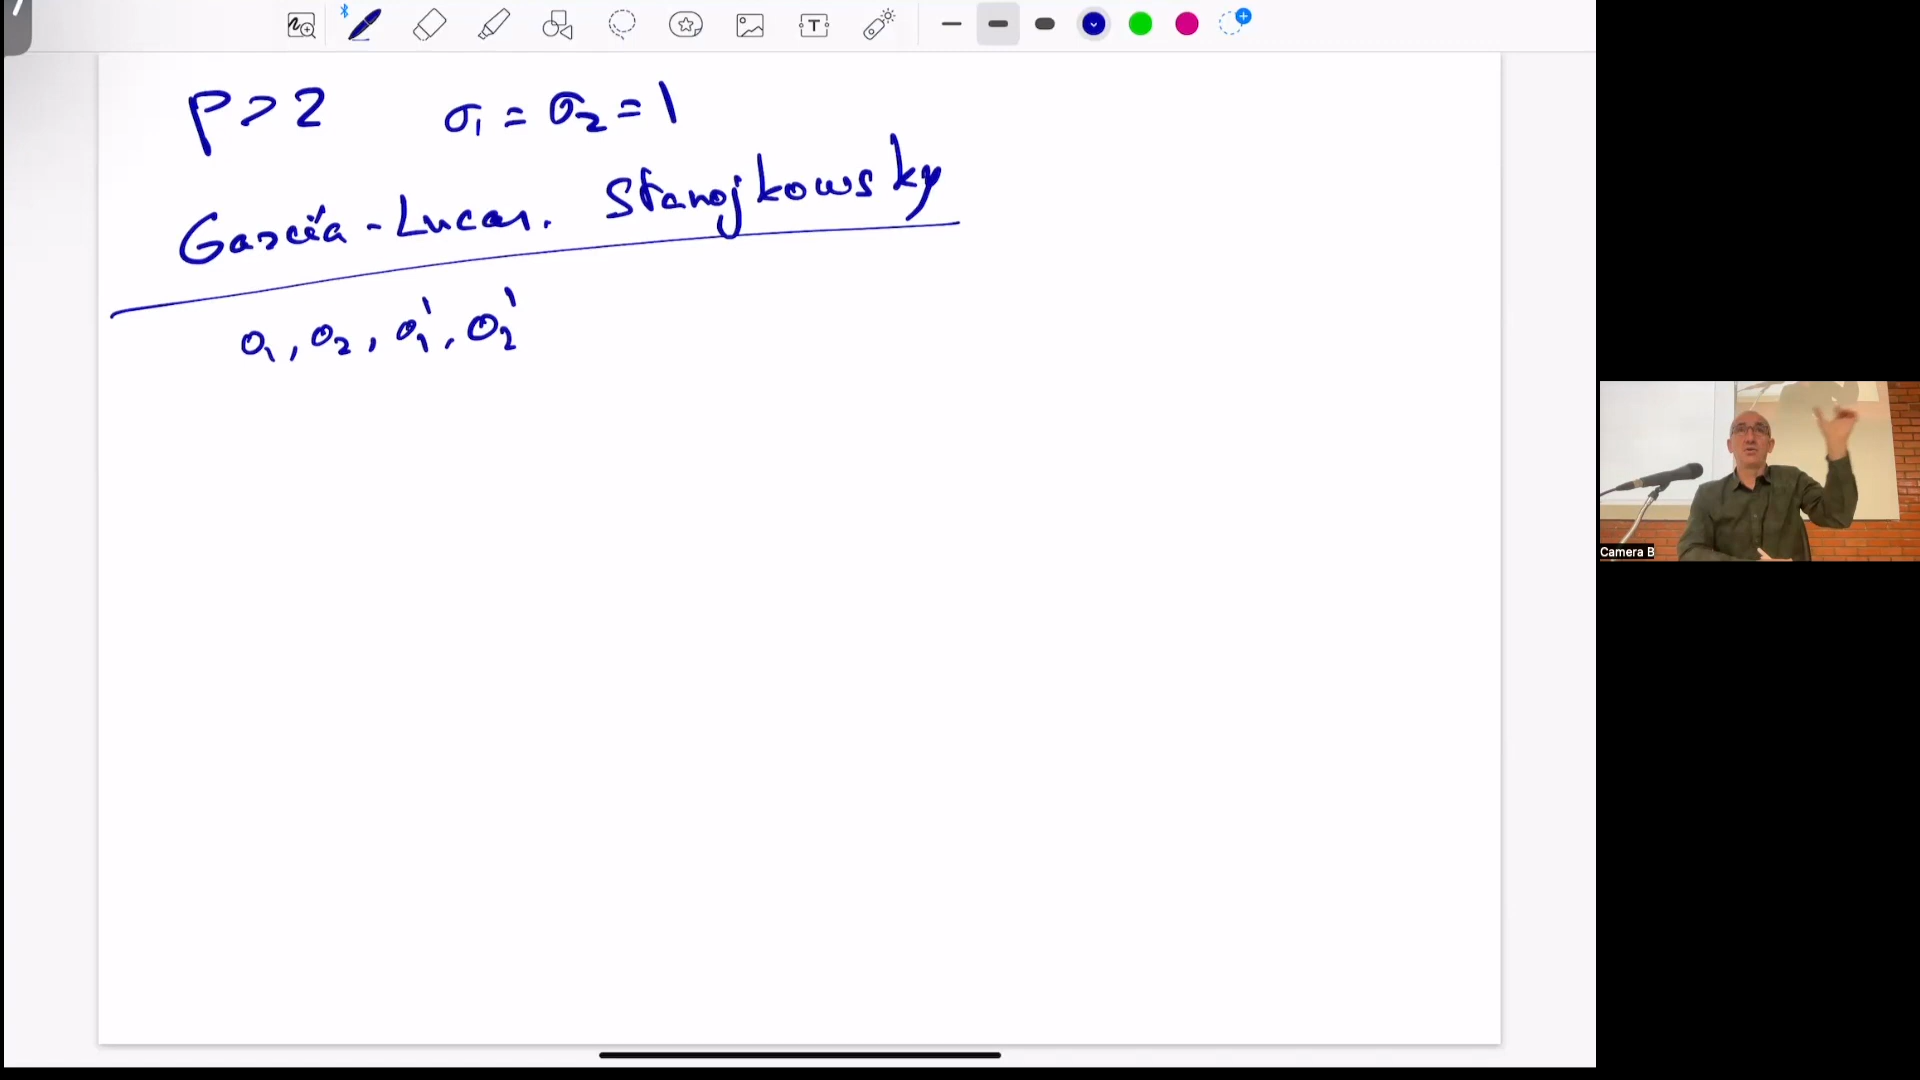 p > 2 σ₁ = σ₂ = 1
García - Lucas. Stanojkowsky
o₁, o₂, o₁', o₂'
Camera B